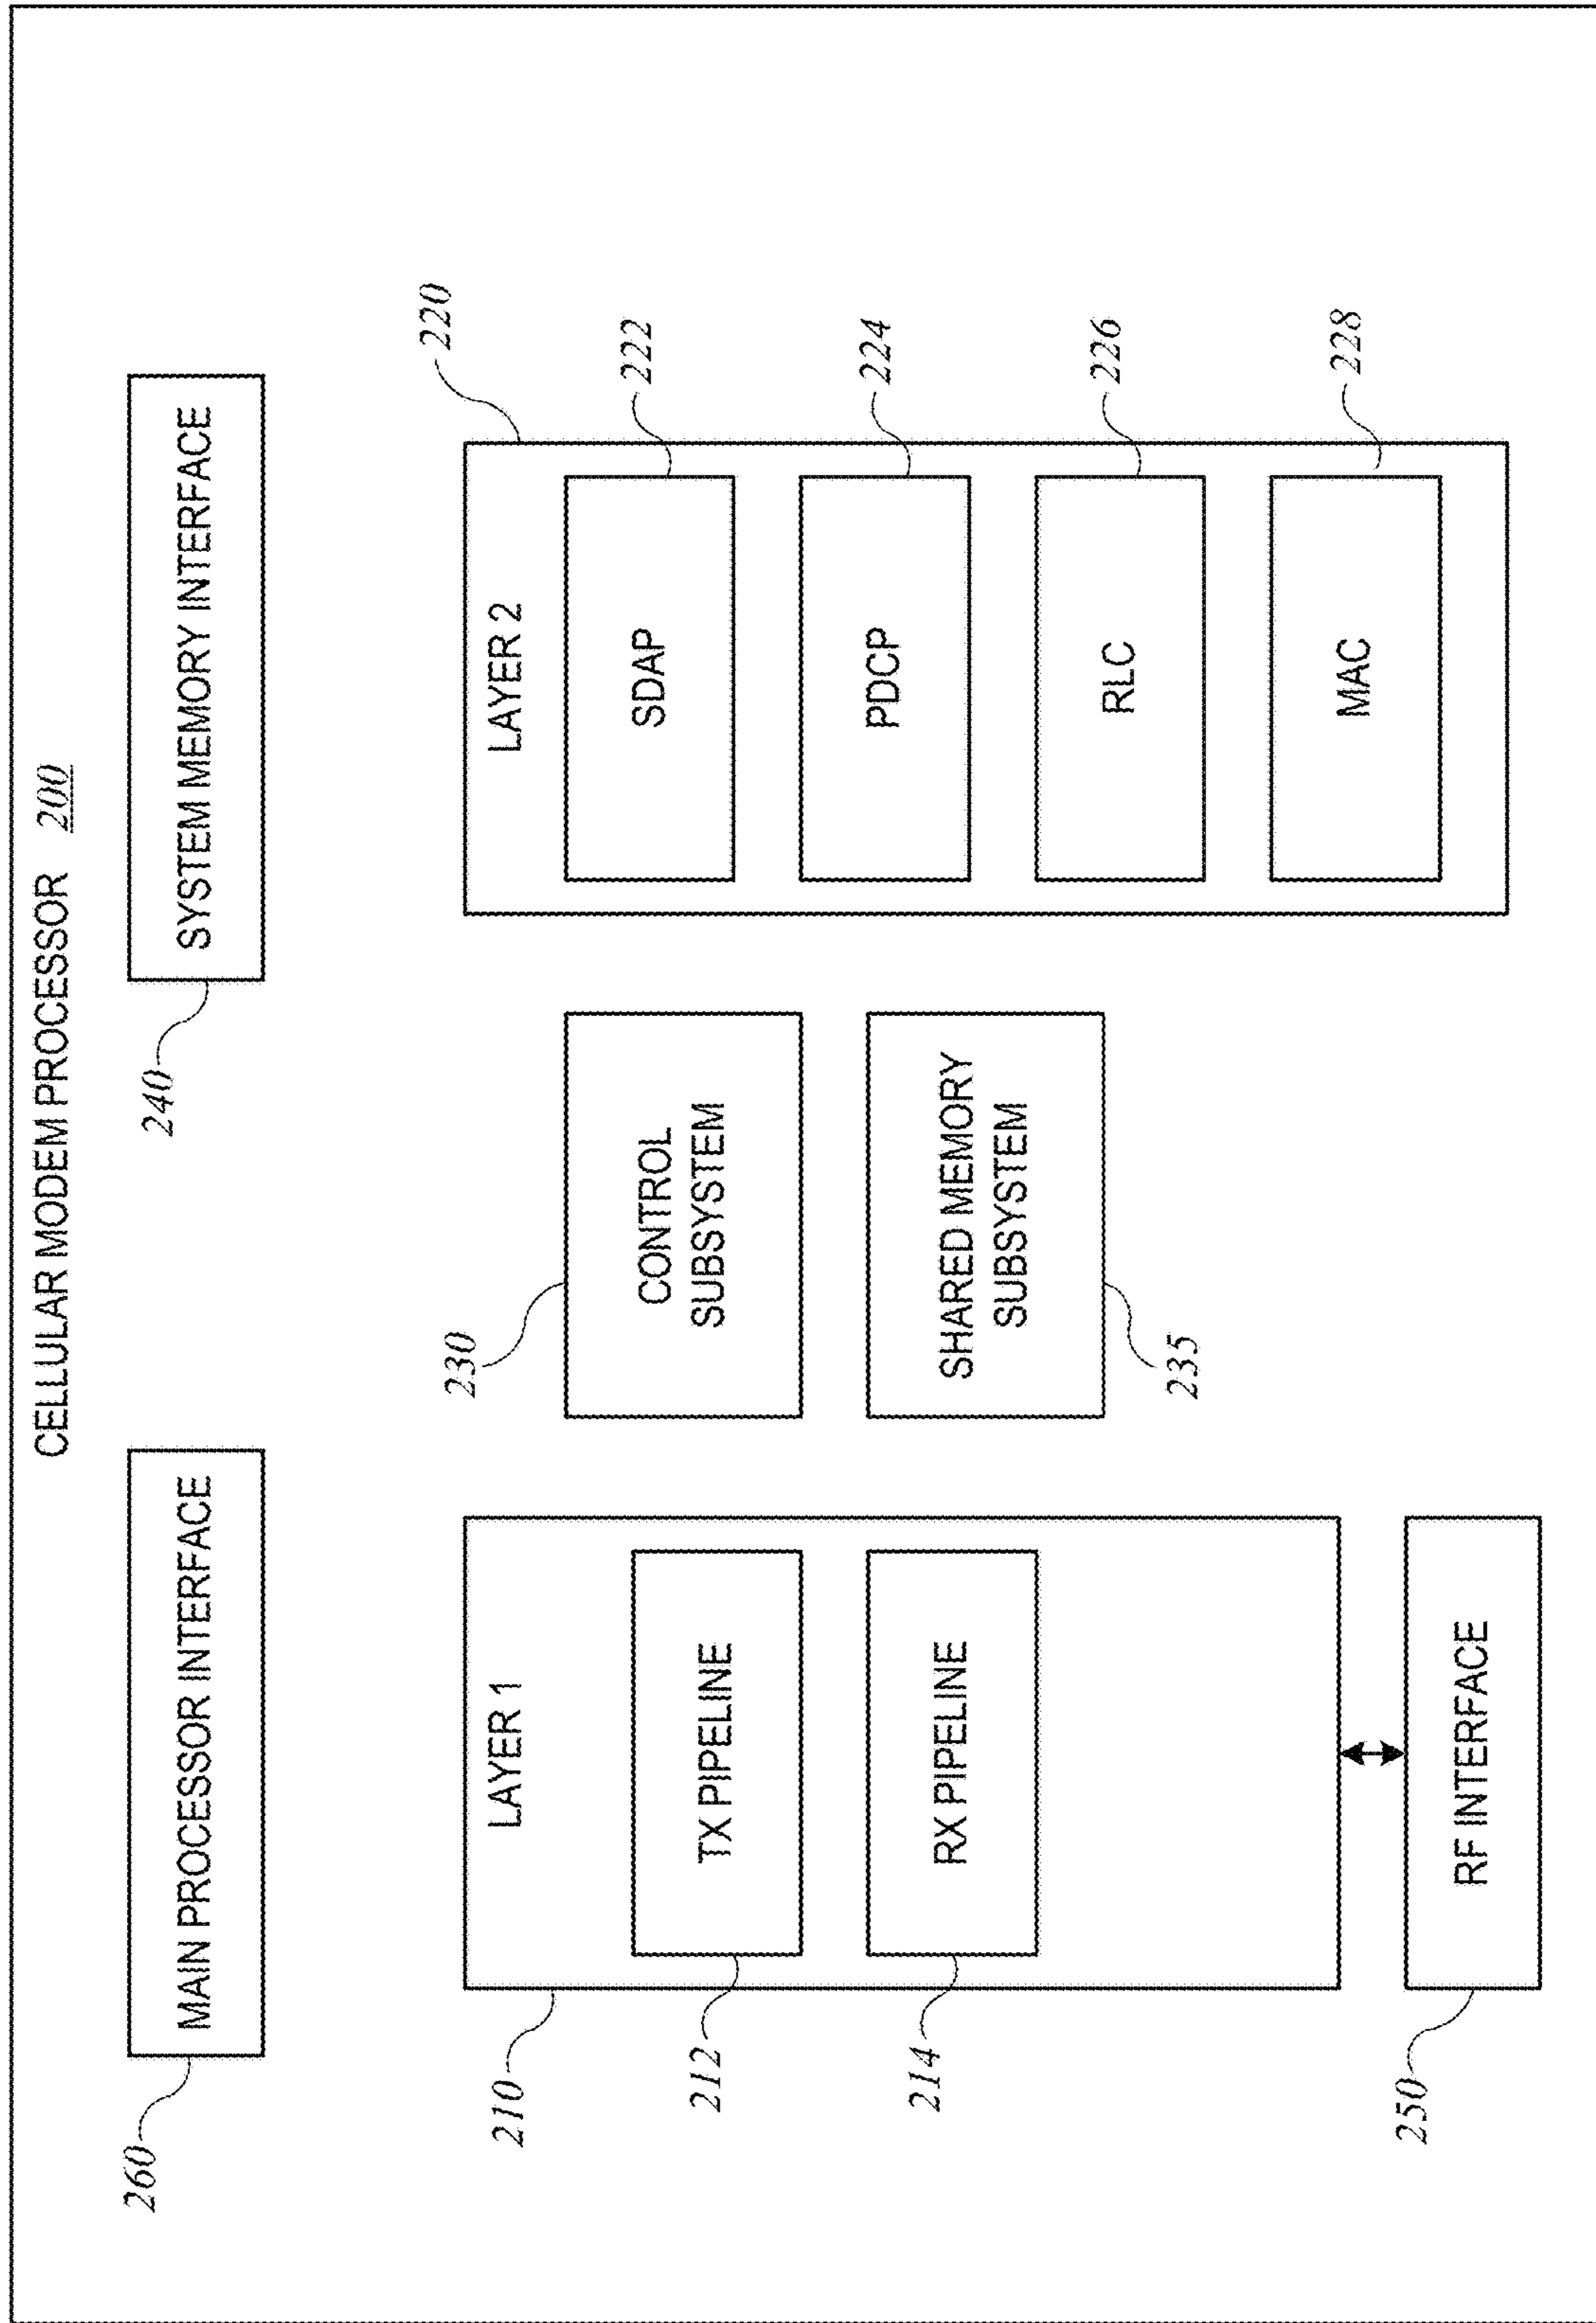 CELLULAR MODEM PROCESSOR 200
260
MAIN PROCESSOR INTERFACE
240
SYSTEM MEMORY INTERFACE
210
LAYER 1
212
TX PIPELINE
214
RX PIPELINE
250
RF INTERFACE
230
CONTROL
SUBSYSTEM
SHARED MEMORY
SUBSYSTEM
235
220
LAYER 2
SDAP
222
PDCP
224
RLC
226
MAC
228